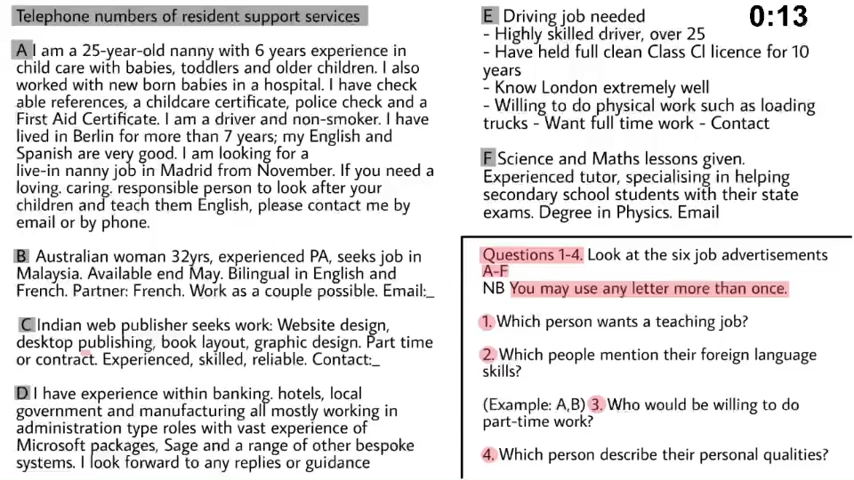 Telephone numbers of resident support services
A I am a 25-year-old nanny with 6 years experience in
child care with babies, toddlers and older children. I also
worked with new born babies in a hospital. I have check
able references, a childcare certificate, police check and a
First Aid Certificate. I am a driver and non-smoker. I have
lived in Berlin for more than 7 years; my English and
Spanish are very good. I am looking for a
live-in nanny job in Madrid from November. If you need a
loving. caring. responsible person to look after your
children and teach them English, please contact me by
email or by phone.
B Australian woman 32yrs, experienced PA, seeks job in
Malaysia. Available end May. Bilingual in English and
French. Partner: French. Work as a couple possible. Email:_
C Indian web publisher seeks work: Website design,
desktop publishing, book layout, graphic design. Part time
or contract. Experienced, skilled, reliable. Contact:_
D I have experience within banking. hotels, local
government and manufacturing all mostly working in
administration type roles with vast experience of
Microsoft packages, Sage and a range of other bespoke
systems. I look forward to any replies or guidance
E Driving job needed
- Highly skilled driver, over 25
- Have held full clean Class Cl licence for 10
years
- Know London extremely well
- Willing to do physical work such as loading
trucks - Want full time work - Contact
0:13
F Science and Maths lessons given.
Experienced tutor, specialising in helping
secondary school students with their state
exams. Degree in Physics. Email
Questions 1-4. Look at the six job advertisements
A-F
NB You may use any letter more than once.
1. Which person wants a teaching job?
2. Which people mention their foreign language
skills?
(Example: A,B) 3. Who would be willing to do
part-time work?
4. Which person describe their personal qualities?